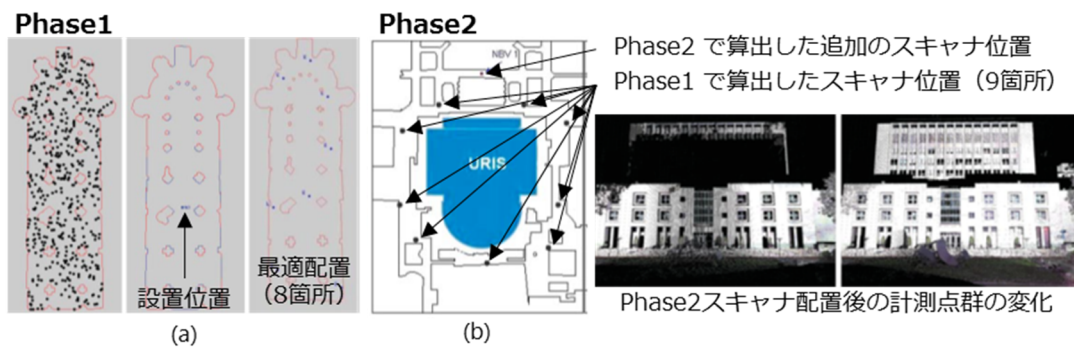 Phase1
Phase2
NBV 1
URIS
設置位置
最適配置
(8箇所)
(a)
(b)
Phase2 で算出した追加のスキャナ位置
Phase1 で算出したスキャナ位置（9箇所）
Phase2スキャナ配置後の計測点群の変化